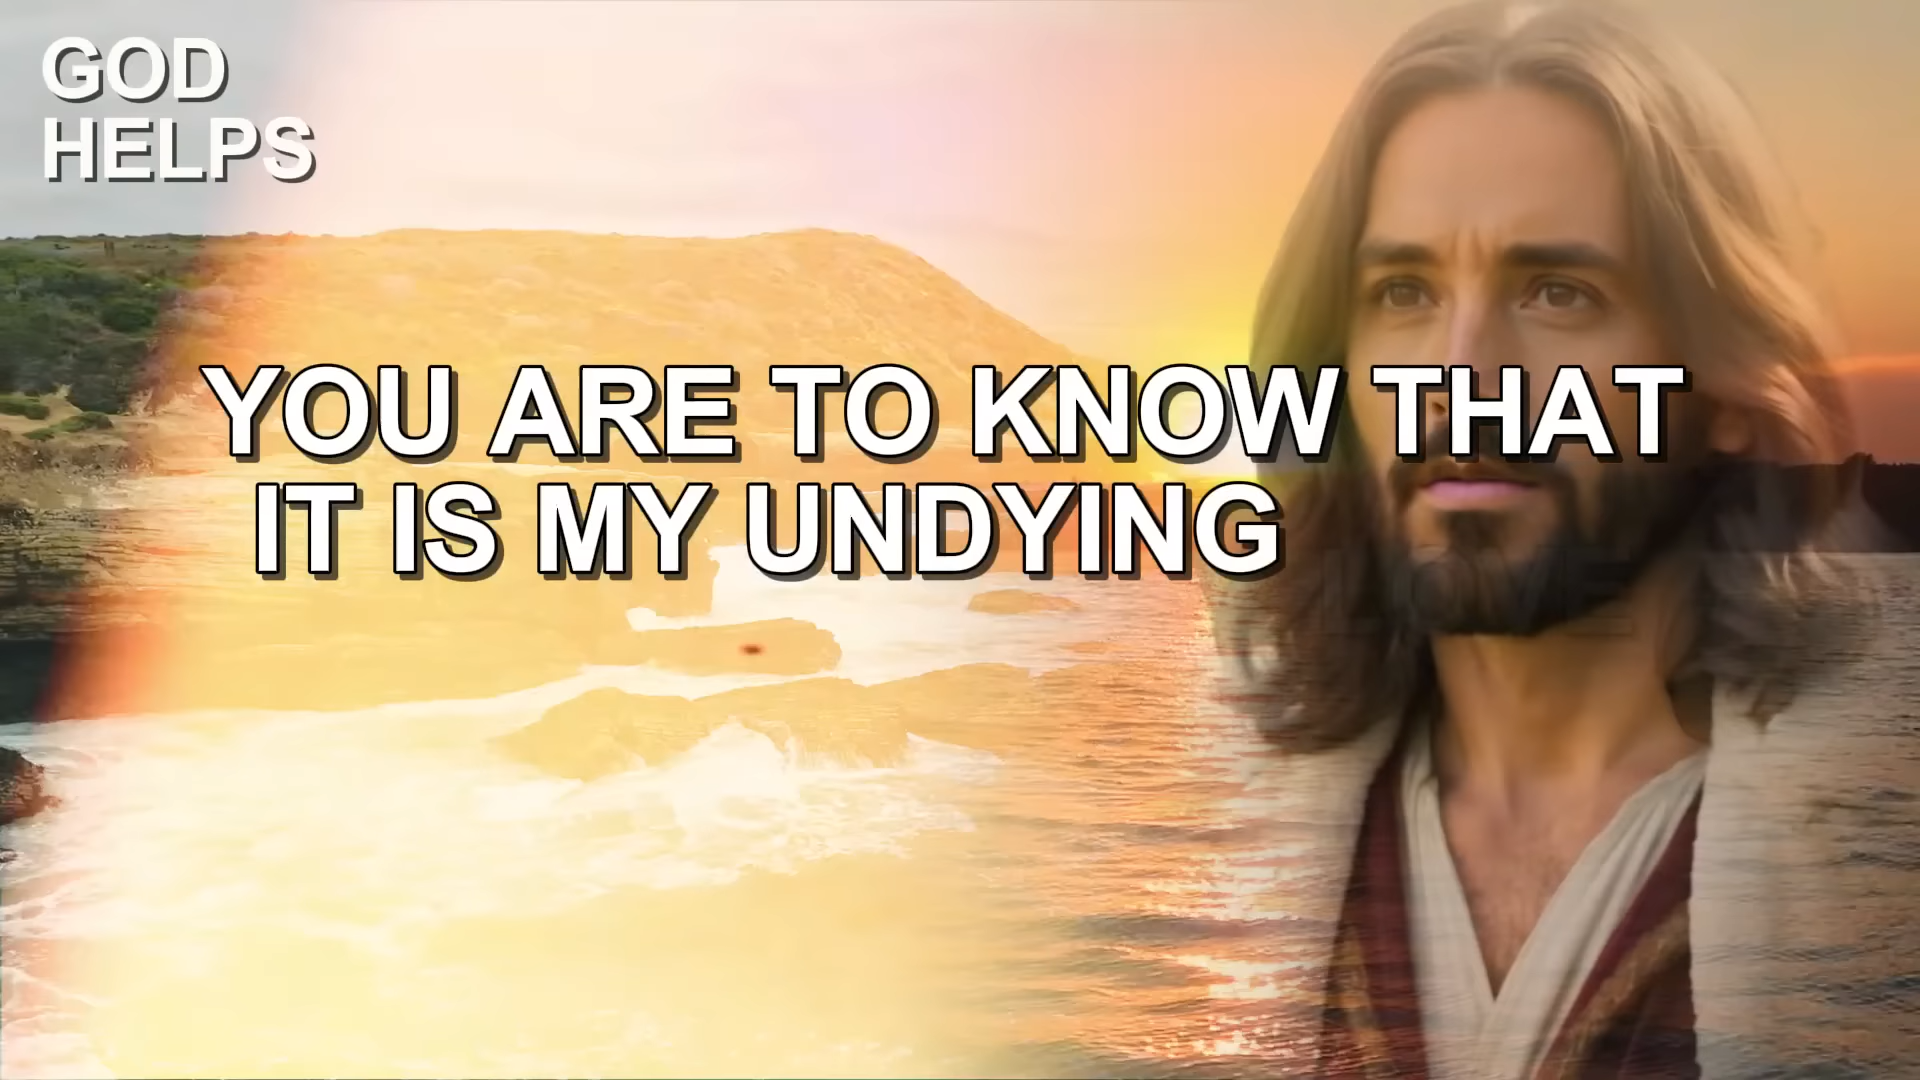 GOD
HELPS
YOU ARE TO KNOW THAT
IT IS MY UNDYING